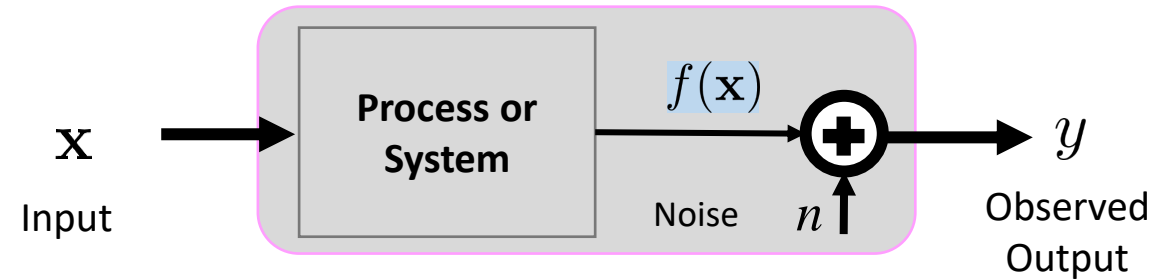 x
Input
Process or
System
f(x)
Noise
n
y
Observed
Output